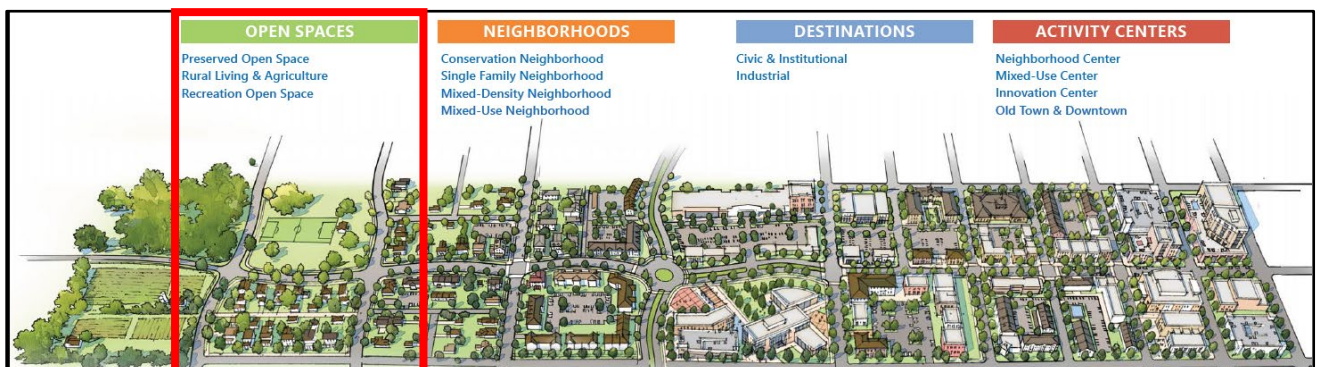 OPEN SPACES
Preserved Open Space
Rural Living & Agriculture
Recreation Open Space
NEIGHBORHOODS
Conservation Neighborhood
Single Family Neighborhood
Mixed-Density Neighborhood
Mixed-Use Neighborhood
DESTINATIONS
Civic & Institutional
Industrial
ACTIVITY CENTERS
Neighborhood Center
Mixed-Use Center
Innovation Center
Old Town & Downtown